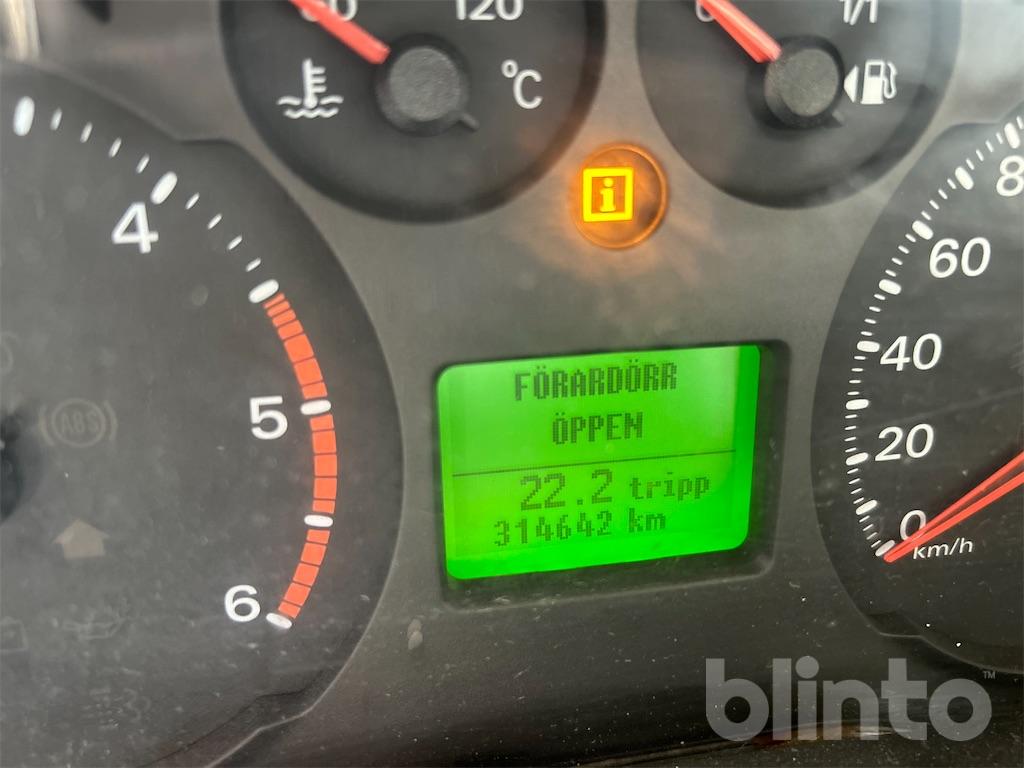 120
°C
1/1
i
4
5
6
ABS
FÖRARDÖRR
ÖPPEN
22.2 tripp
314642 km
8
60
40
20
0
km/h
blinto™